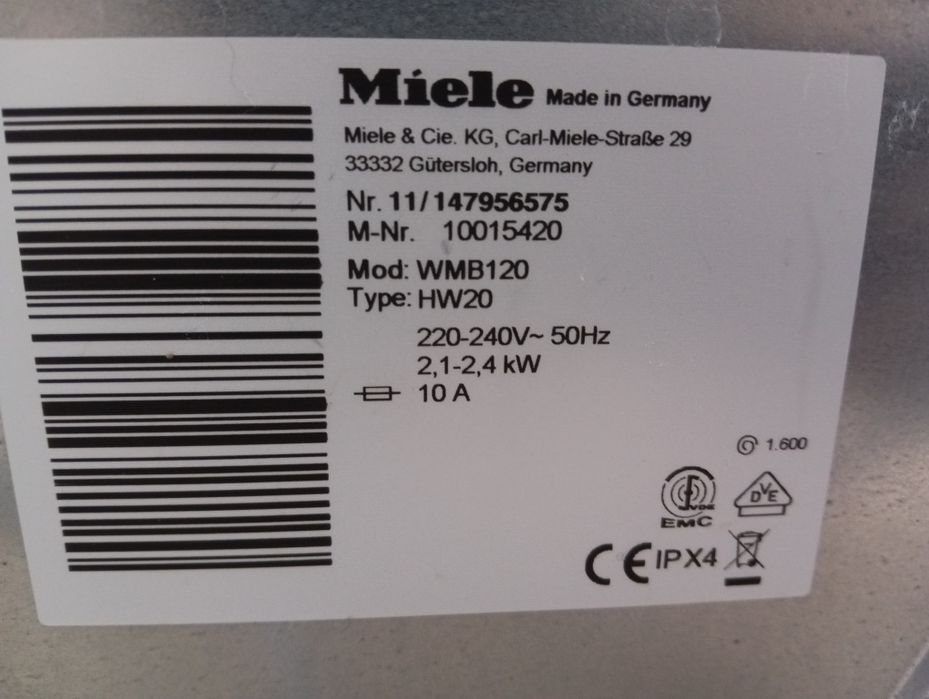 Miele Made in Germany
Miele & Cie. KG, Carl-Miele-Straße 29
33332 Gütersloh, Germany
Nr. 11/147956575
M-Nr. 10015420
Mod: WMB120
Type: HW20
220-240V~ 50Hz
2,1-2,4 kW
10 A
1.600
VDE
EMC
DVE
CE IPX4